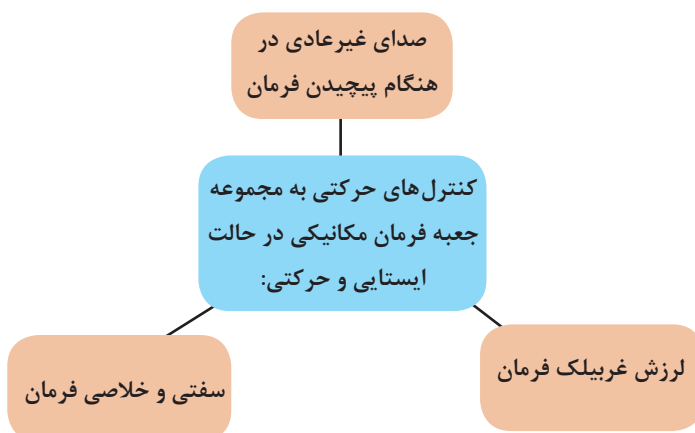 صدای غیرعادی در
هنگام پیچیدن فرمان
کنترل‌های حرکتی به مجموعه
جعبه فرمان مکانیکی در حالت
ایستایی و حرکتی:
لرزش غربیلک فرمان
سفتی و خلاصی فرمان